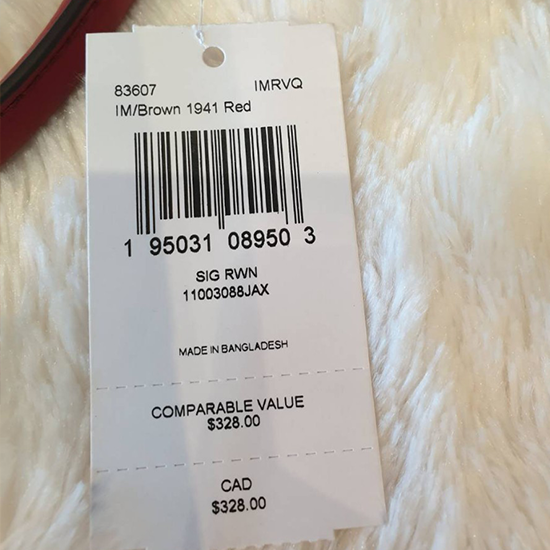 83607 IMRVQ
IM/Brown 1941 Red
1 95031 08950 3
SIG RWN
11003088JAX
MADE IN BANGLADESH
COMPARABLE VALUE
$328.00
CAD
$328.00